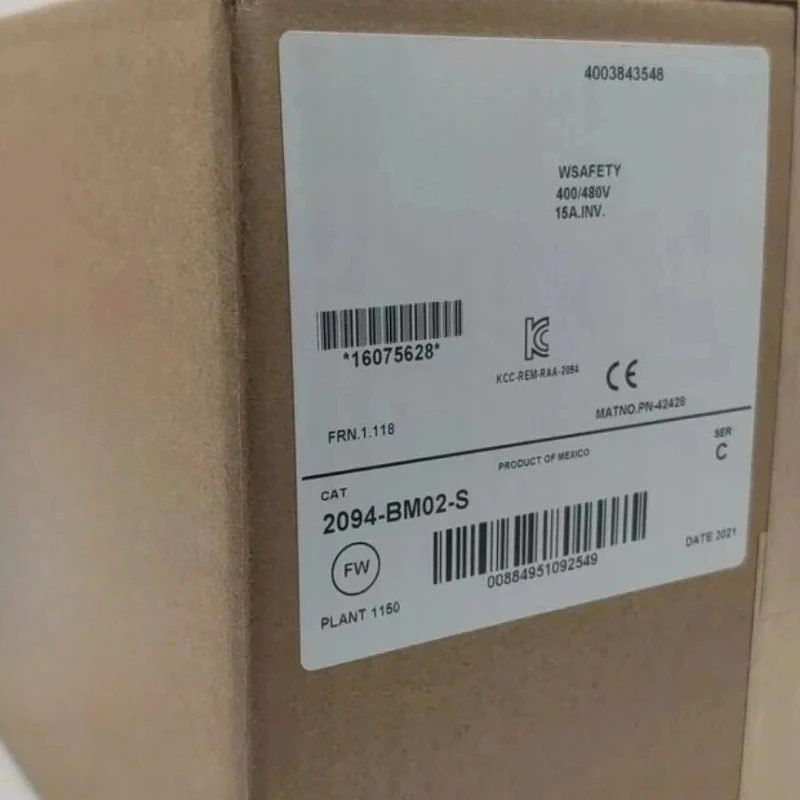 4003843548
WSAFETY
400/480V
15A.INV.
*16075628*
KCC-REM-RAA-2094
CE
MATNO.PN-42428
FRN.1.118
PRODUCT OF MEXICO
SER
C
CAT
2094-BM02-S
FW
00884951092549
DATE 2021
PLANT 1150